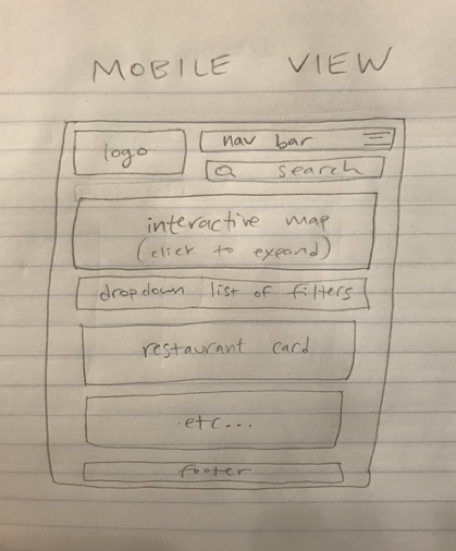 MOBILE VIEW
logo
nav bar
search
interactive map
(click to expand)
dropdown list of filters
restaurant card
etc...
footer